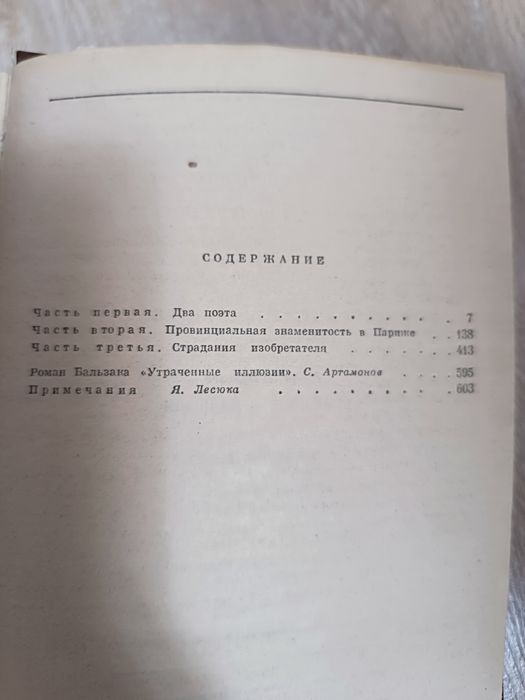 СОДЕРЖАНИЕ
Часть первая. Два поэта . . . . . . . . . . . 7
Часть вторая. Провинциальная знаменитость в Париже . . 138
Часть третья. Страдания изобретателя . . . . . . 413
Роман Бальзака «Утраченные иллюзии». С. Артамонов . . . . 595
Примечания Я. Лесюка . . . . . . . . . 603